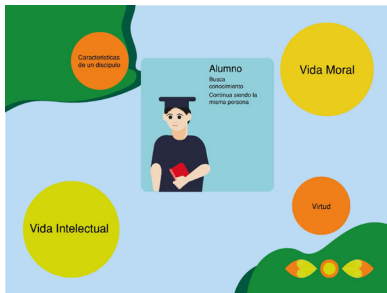 Características
de un discípulo
Alumno
Busca
conocimiento
Continua siendo la
misma persona
Vida Moral
Vida Intelectual
Virtud